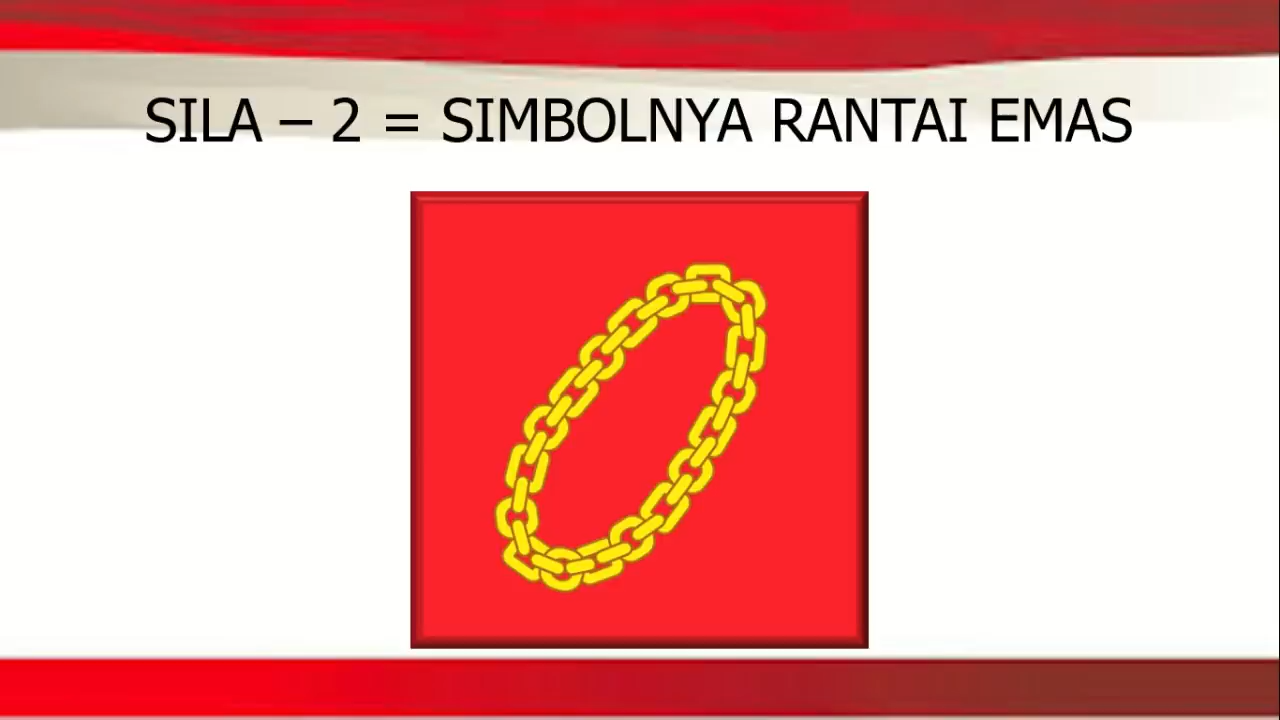 SILA – 2 = SIMBOLNYA RANTAI EMAS